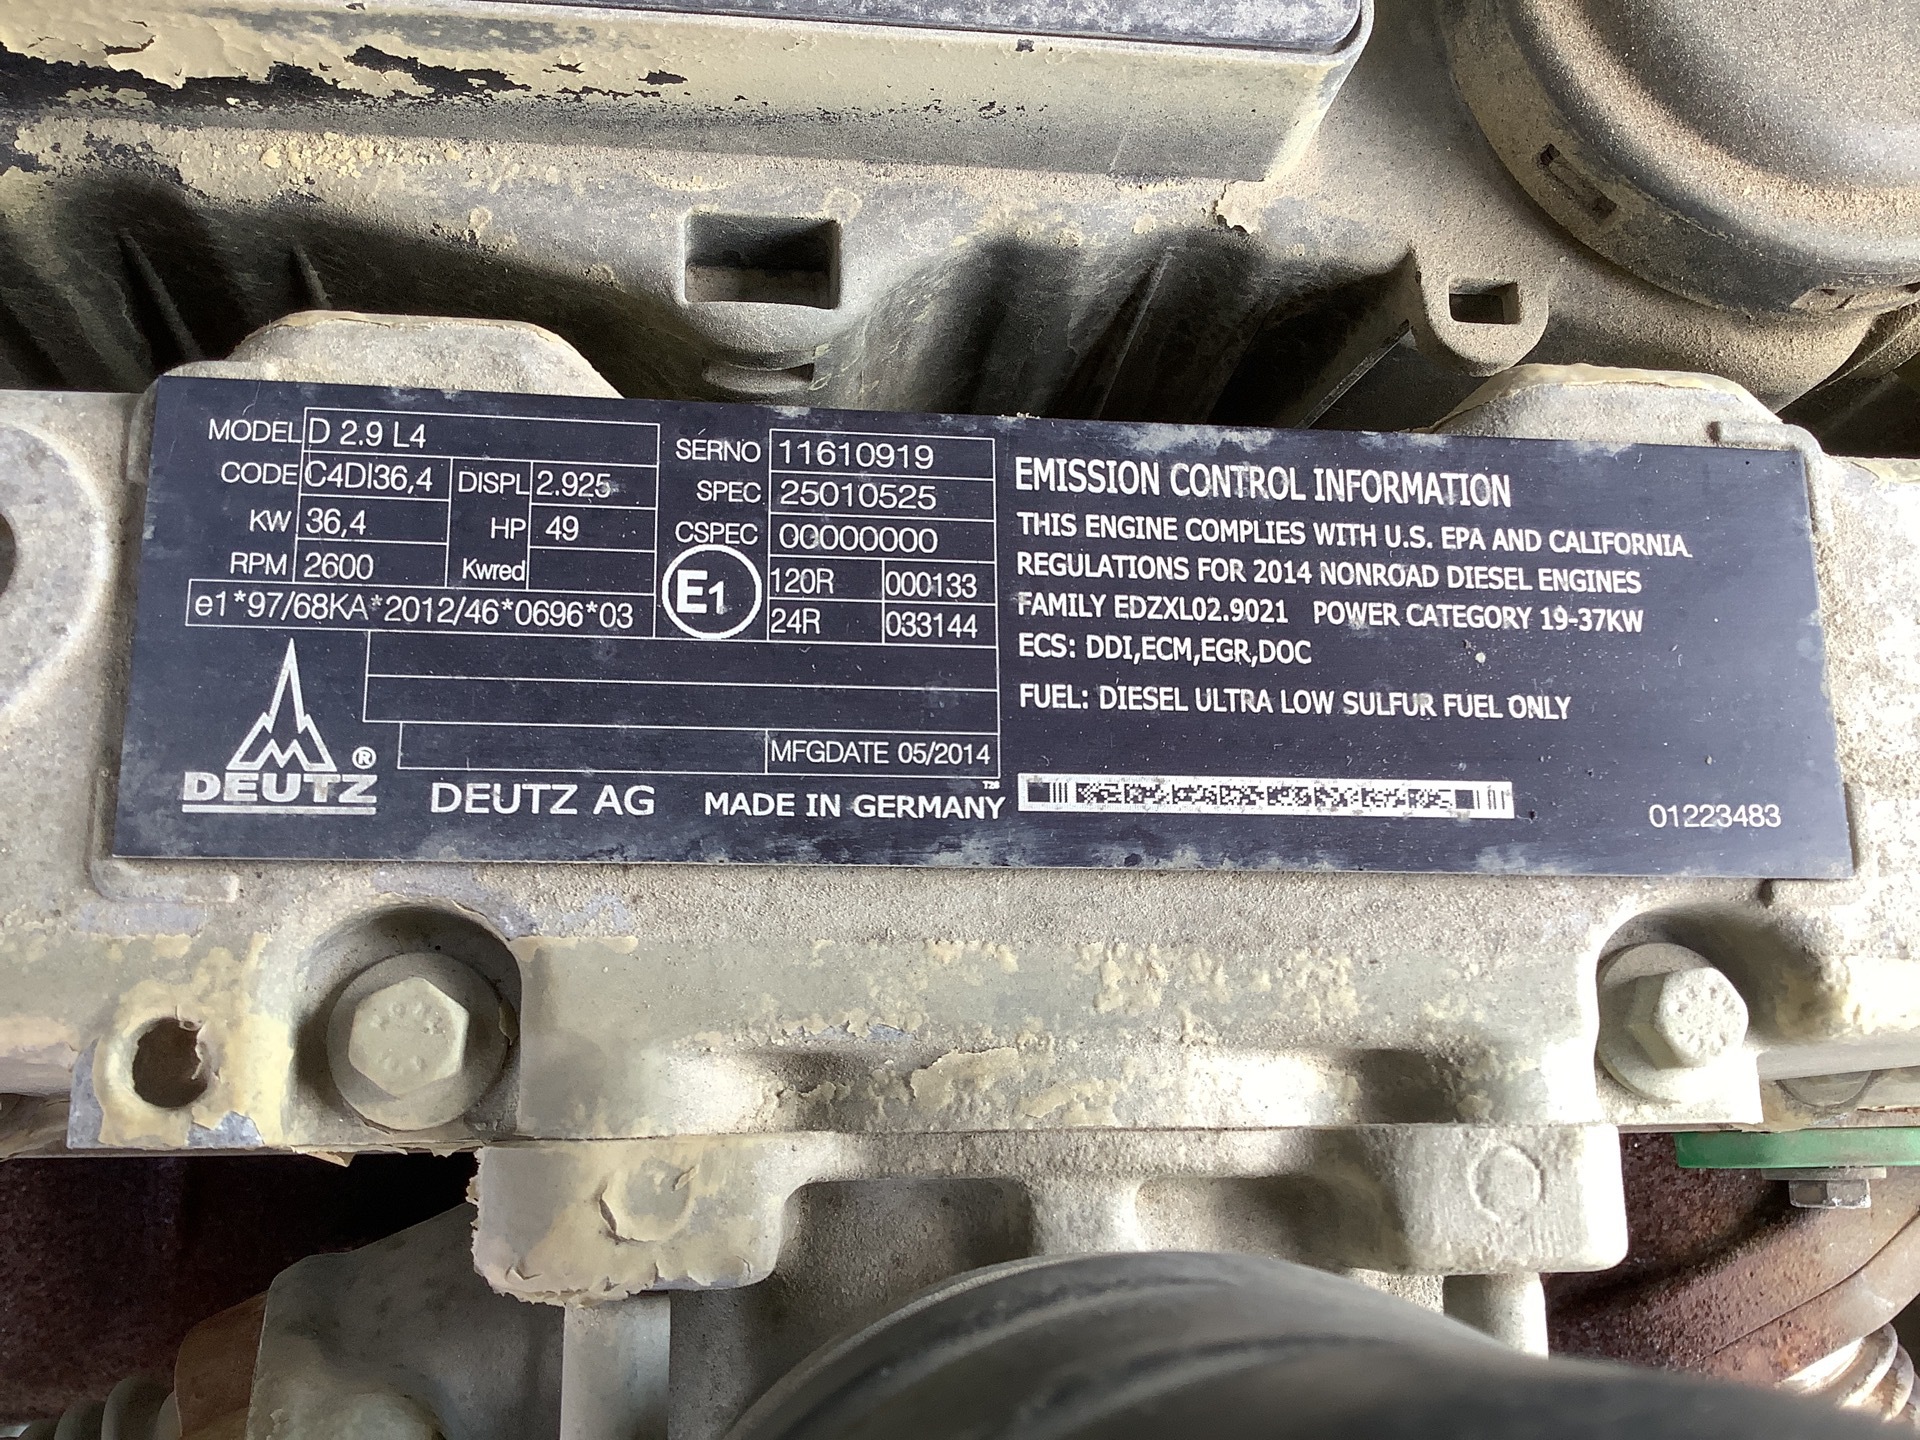 MODEL D 2.9 L4
CODE C4DI36,4 DISPL 2.925
KW 36,4 HP 49
RPM 2600 Kwred
e1*97/68KA*2012/46*0696*03
SERNO 11610919
SPEC 25010525
CSPEC 00000000
E1 120R 000133
24R 033144
MFGDATE 05/2014
DEUTZ ®
DEUTZ AG MADE IN GERMANY
EMISSION CONTROL INFORMATION
THIS ENGINE COMPLIES WITH U.S. EPA AND CALIFORNIA
REGULATIONS FOR 2014 NONROAD DIESEL ENGINES
FAMILY EDZXL02.9021 POWER CATEGORY 19-37KW
ECS: DDI,ECM,EGR,DOC
FUEL: DIESEL ULTRA LOW SULFUR FUEL ONLY
01223483